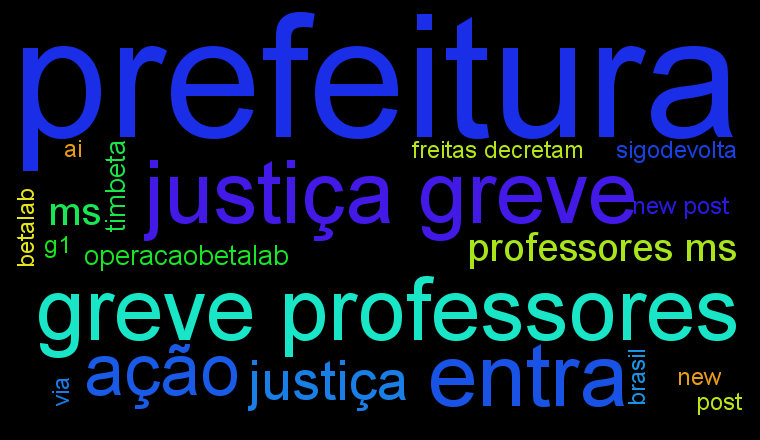 prefeitura
ai
timbeta
freitas decretam
sigodevolta
justiça greve
betalab
ms
new post
g1
operacaobetalab
professores ms
greve professores
ação
justiça
entra
via
brasil
new
post